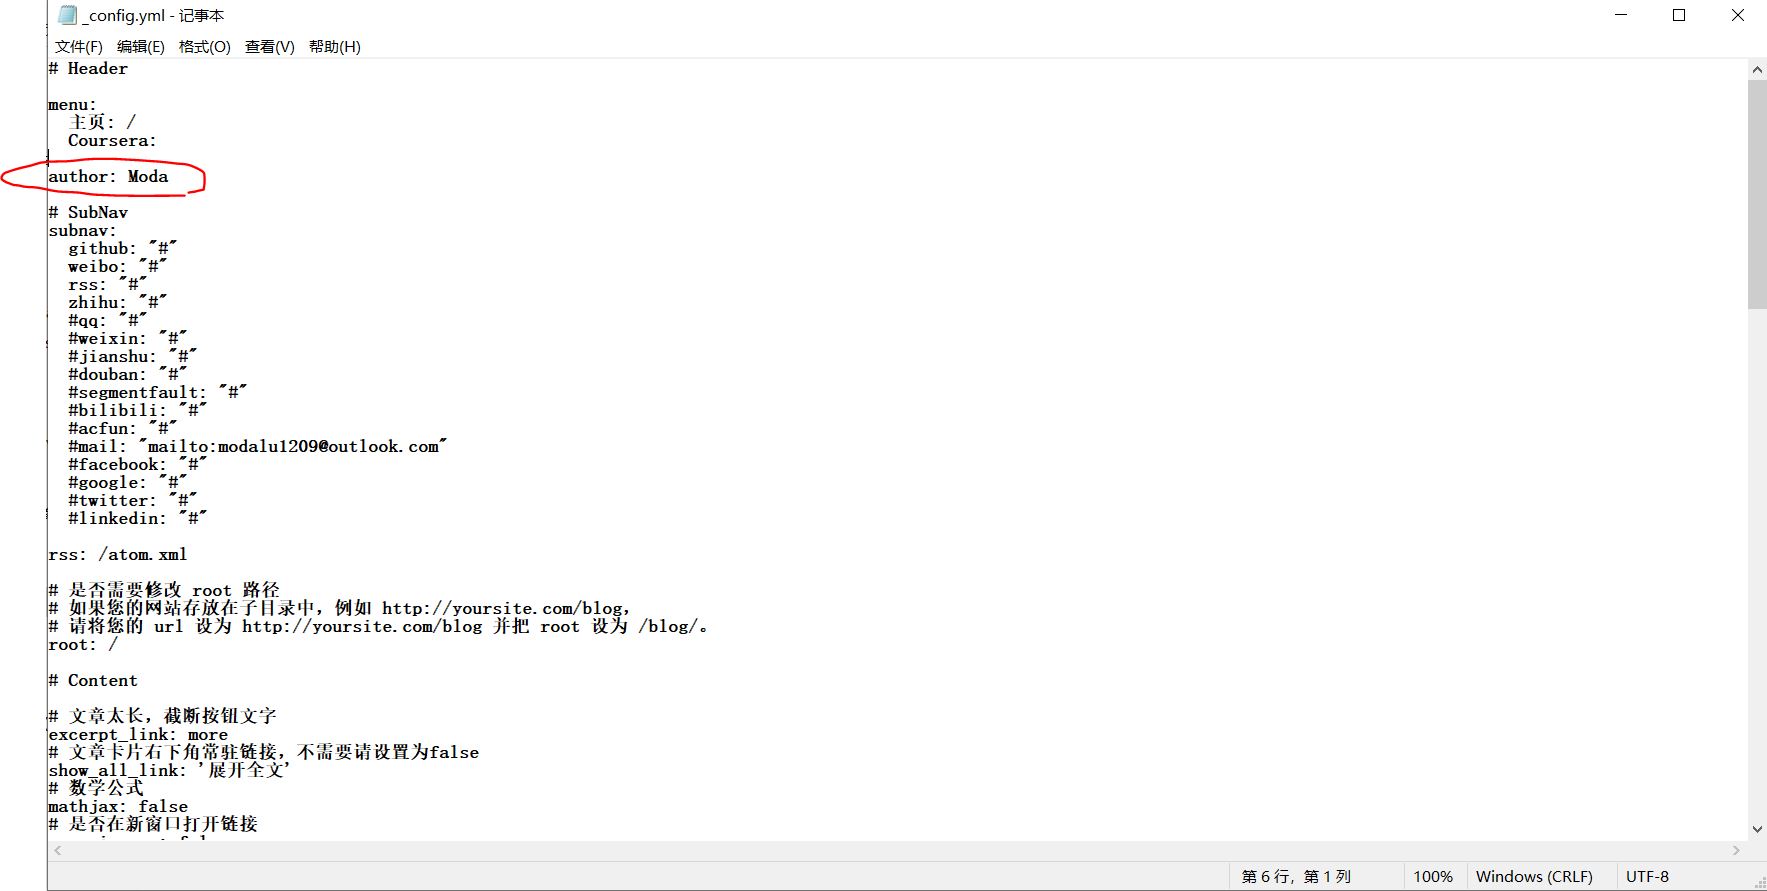 _config.yml - 记事本
文件(F) 编辑(E) 格式(O) 查看(V) 帮助(H)
# Header
menu:
主页: /
Coursera:
author: Moda
# SubNav
subnav:
github: "#"
weibo: "#"
rss: "#"
zhihu: "#"
#qq: "#"
#weixin: "#"
#jianshu: "#"
#douban: "#"
#segmentfault: "#"
#bilibili: "#"
#acfun: "#"
#mail: "mailto:modalu1209@outlook.com"
#facebook: "#"
#google: "#"
#twitter: "#"
#linkedin: "#"
rss: /atom.xml
# 是否需要修改 root 路径
# 如果您的网站存放在子目录中，例如 http://yoursite.com/blog，
# 请将您的 url 设为 http://yoursite.com/blog 并把 root 设为 /blog/。
root: /
# Content
# 文章太长，截断按钮文字
excerpt_link: more
# 文章卡片右下角常驻链接，不需要请设置为false
show_all_link: '展开全文'
# 数学公式
mathjax: false
# 是否在新窗口打开链接
第 6 行，第 1 列 100% Windows (CRLF) UTF-8